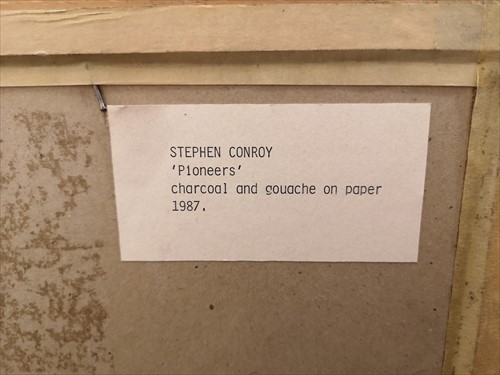 STEPHEN CONROY
'Pioneers'
charcoal and gouache on paper
1987.